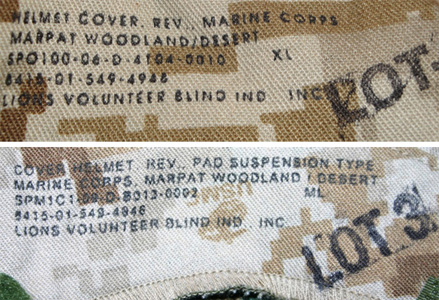 HELMET COVER, REV., MARINE CORPS
MARPAT WOODLAND/DESERT
SPO100-06-D-4104-0010 XL
8415-01-549-4948
LIONS VOLUNTEER BLIND IND INC
LOT
COVER HELMET REV., PAD SUSPENSION TYPE
MARINE CORPS, MARPAT WOODLAND / DESERT
ML
8415-01-549-4946
LIONS VOLUNTEER BLIND IND, INC
LOT 3